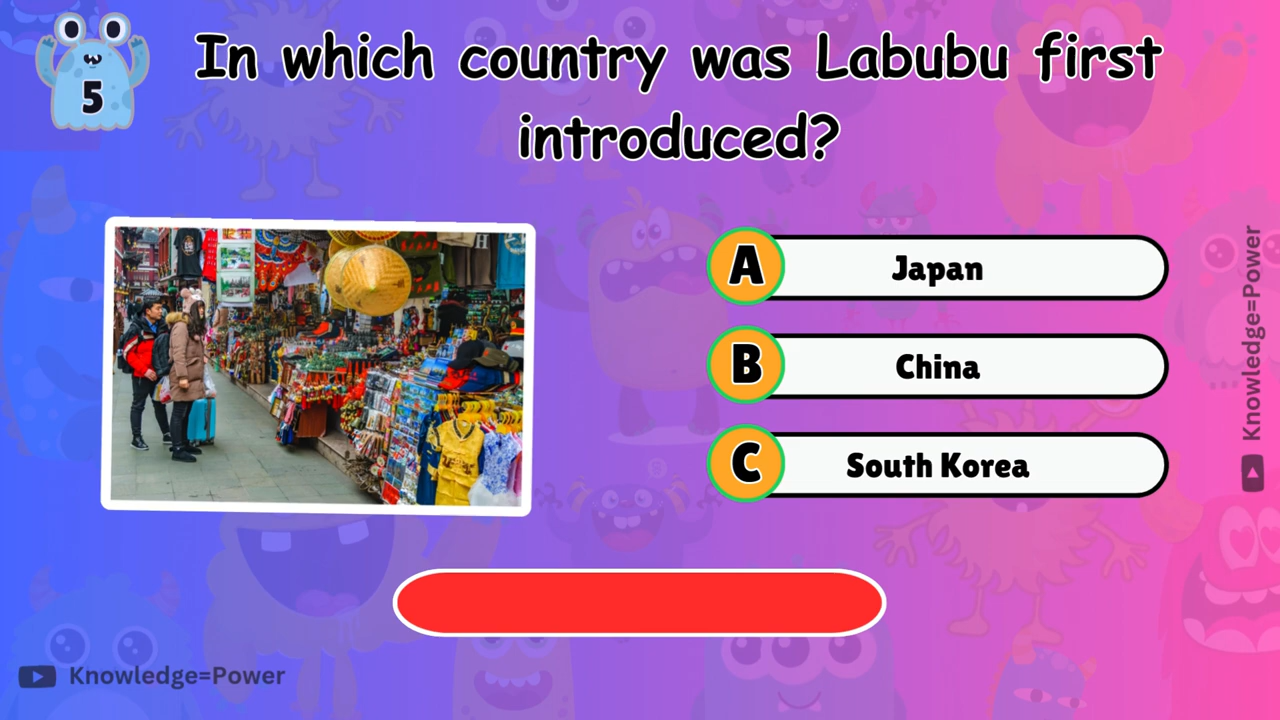 5
In which country was Labubu first
introduced?
A
Japan
B
China
C
South Korea
Knowledge=Power
Knowledge=Power